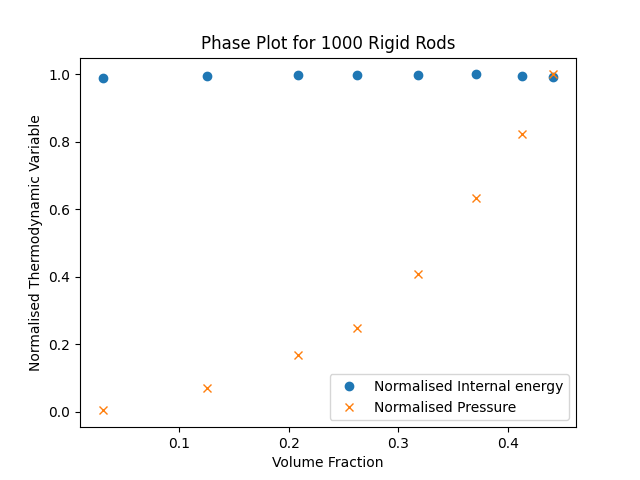 Phase Plot for 1000 Rigid Rods
1.0
0.8
0.6
0.4
0.2
0.0
Normalised Thermodynamic Variable
Normalised Internal energy
Normalised Pressure
0.1 0.2 0.3 0.4
Volume Fraction